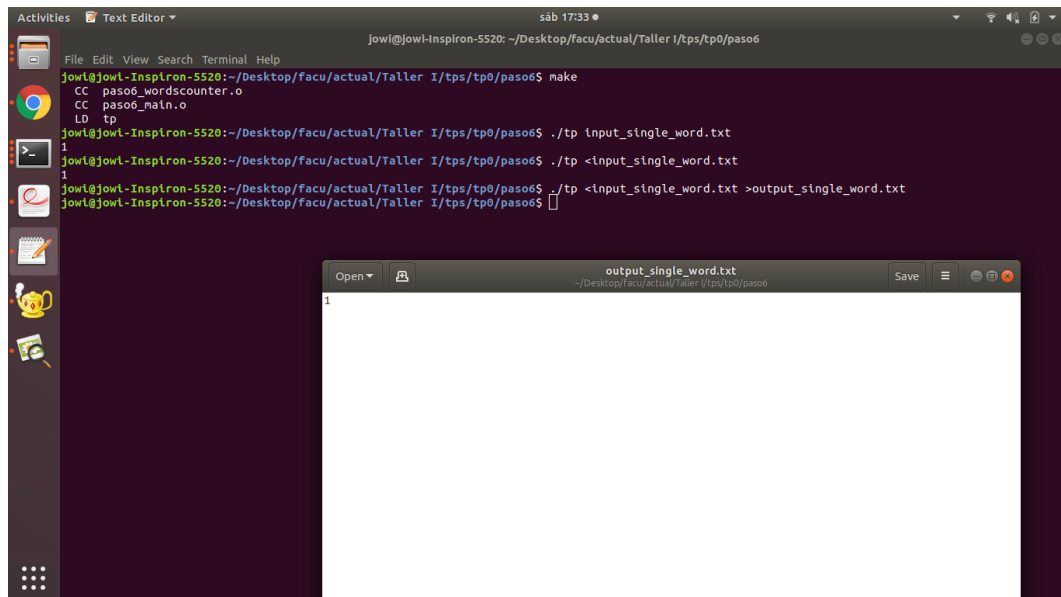 Activities Text Editor sáb 17:33
jowi@jowi-Inspiron-5520: ~/Desktop/facu/actual/Taller I/tps/tp0/paso6
File Edit View Search Terminal Help
jowi@jowi-Inspiron-5520:~/Desktop/facu/actual/Taller I/tps/tp0/paso6$ make
CC paso6_wordscounter.o
CC paso6_main.o
LD tp
jowi@jowi-Inspiron-5520:~/Desktop/facu/actual/Taller I/tps/tp0/paso6$ ./tp input_single_word.txt
1
jowi@jowi-Inspiron-5520:~/Desktop/facu/actual/Taller I/tps/tp0/paso6$ ./tp <input_single_word.txt
1
jowi@jowi-Inspiron-5520:~/Desktop/facu/actual/Taller I/tps/tp0/paso6$ ./tp <input_single_word.txt >output_single_word.txt
jowi@jowi-Inspiron-5520:~/Desktop/facu/actual/Taller I/tps/tp0/paso6$
Open output_single_word.txt Save
~/Desktop/facu/actual/Taller I/tps/tp0/paso6
1